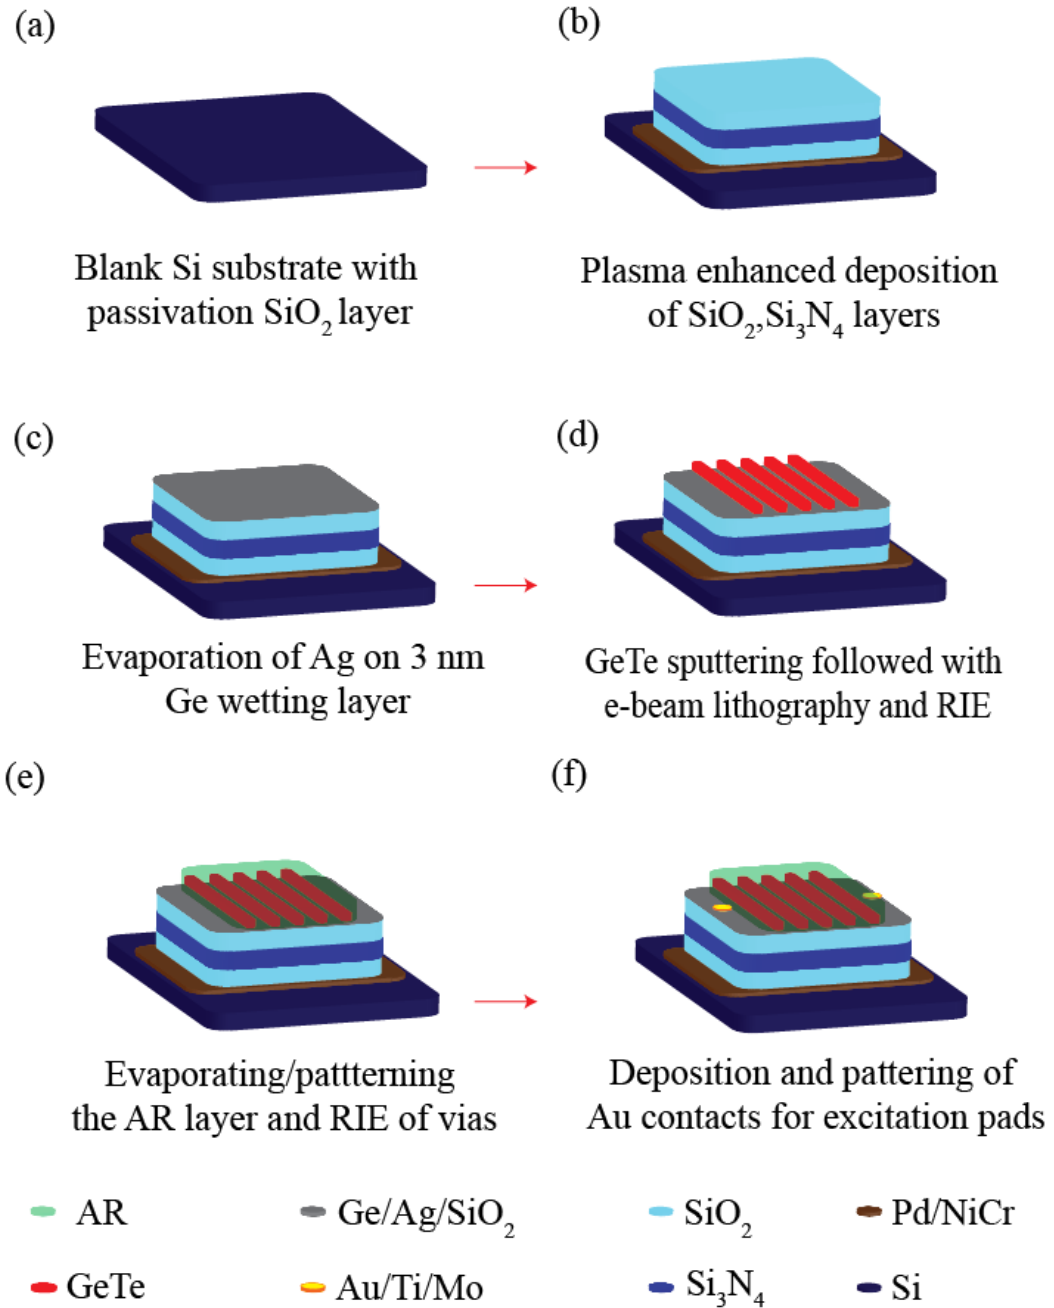 (a)
(b)
Blank Si substrate with
passivation SiO₂ layer
Plasma enhanced deposition
of SiO₂,Si₃N₄ layers
(c)
(d)
Evaporation of Ag on 3 nm
Ge wetting layer
GeTe sputtering followed with
e-beam lithography and RIE
(e)
(f)
Evaporating/pattterning
the AR layer and RIE of vias
Deposition and pattering of
Au contacts for excitation pads
AR
Ge/Ag/SiO₂
SiO₂
Pd/NiCr
GeTe
Au/Ti/Mo
Si₃N₄
Si